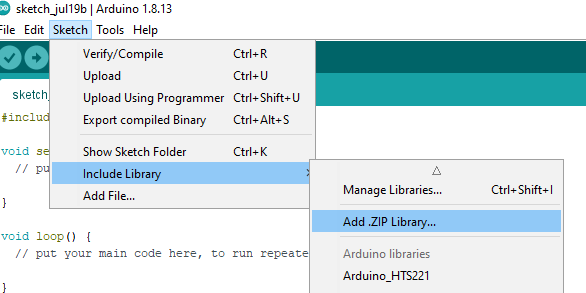 sketch_jul19b | Arduino 1.8.13
File Edit Sketch Tools Help
Verify/Compile Ctrl+R
Upload Ctrl+U
Upload Using Programmer Ctrl+Shift+U
Export compiled Binary Ctrl+Alt+S
Show Sketch Folder Ctrl+K
Include Library
Add File...
Manage Libraries... Ctrl+Shift+I
Add .ZIP Library...
Arduino libraries
Arduino_HTS221
sketch_
#includ
void se
// pu
}
void loop() {
// put your main code here, to run repeate
}